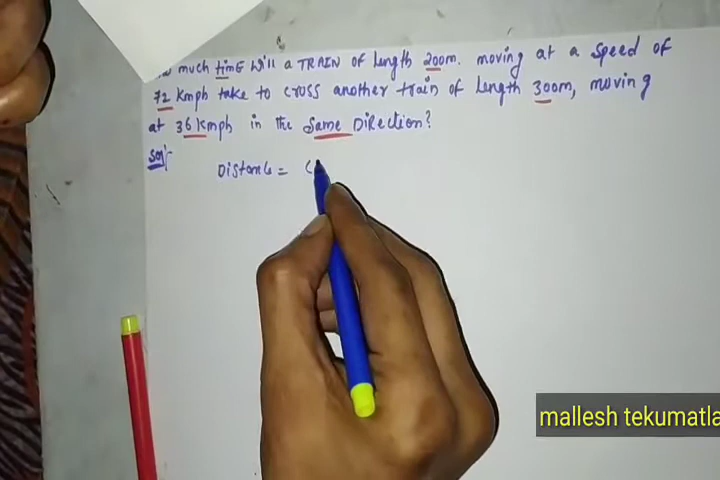 much time will a TRAIN of length 200m. moving at a speed of
72 kmph take to cross another train of length 300m, moving
at 36 kmph in the same Direction?
Sol:-
Distance = (
mallesh tekumatla